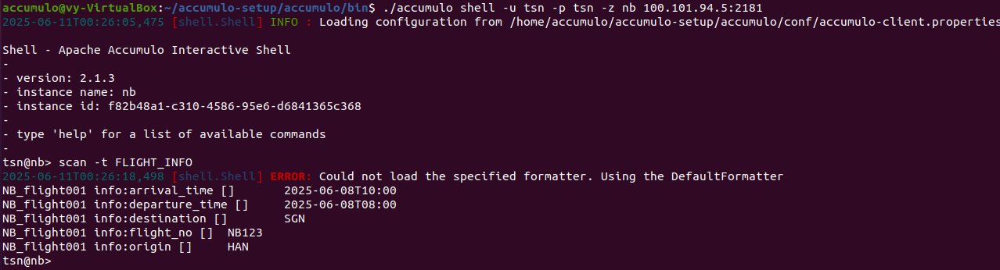 accumulo@vy-VirtualBox:~/accumulo-setup/accumulo/bin$ ./accumulo shell -u tsn -p tsn -z nb 100.101.94.5:2181
2025-06-11T00:26:05,475 [shell.Shell] INFO : Loading configuration from /home/accumulo/accumulo-setup/accumulo/conf/accumulo-client.properties
Shell - Apache Accumulo Interactive Shell
-
- version: 2.1.3
- instance name: nb
- instance id: f82b48a1-c310-4586-95e6-d6841365c368
-
- type 'help' for a list of available commands
-
tsn@nb> scan -t FLIGHT_INFO
2025-06-11T00:26:18,498 [shell.Shell] ERROR: Could not load the specified formatter. Using the DefaultFormatter
NB_flight001 info:arrival_time []       2025-06-08T10:00
NB_flight001 info:departure_time []     2025-06-08T08:00
NB_flight001 info:destination []        SGN
NB_flight001 info:flight_no []  NB123
NB_flight001 info:origin []     HAN
tsn@nb>